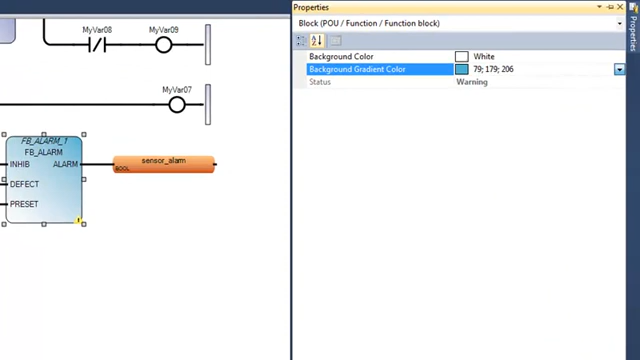 Properties
Block (POU / Function / Function block)
Background Color White
Background Gradient Color 79; 179; 206
Status Warning
Properties
MyVar08 MyVar09
MyVar07
FB_ALARM_1
FB_ALARM
INHIB ALARM
DEFECT
PRESET
sensor_alarm
BOOL